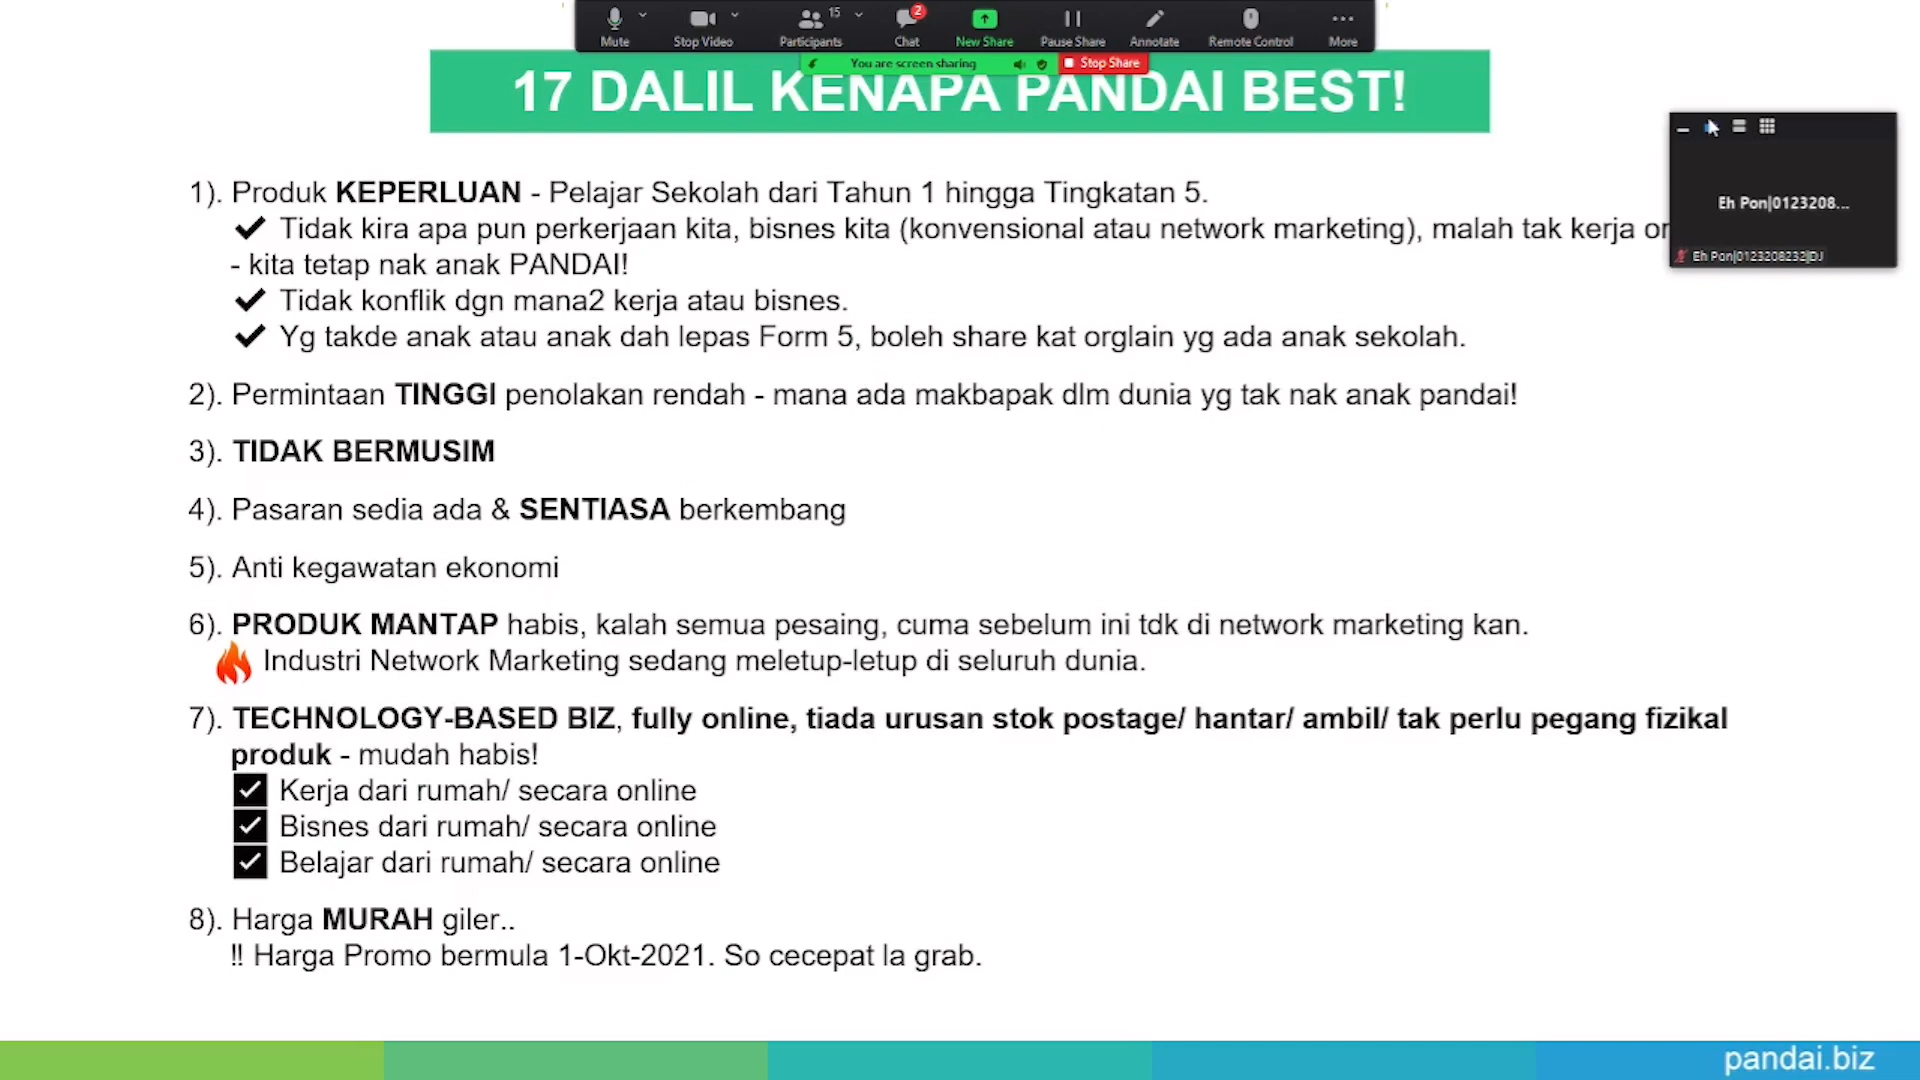 Mute
Stop Video
15
Participants
2
Chat
New Share
Pause Share
Annotate
Remote Control
More
You are screen sharing
Stop Share
17 DALIL KENAPA PANDAI BEST!
Eh Pon|0123208...
Eh Pon|0123208232|DJ
1). Produk KEPERLUAN - Pelajar Sekolah dari Tahun 1 hingga Tingkatan 5.
✔ Tidak kira apa pun perkerjaan kita, bisnes kita (konvensional atau network marketing), malah tak kerja
- kita tetap nak anak PANDAI!
✔ Tidak konflik dgn mana2 kerja atau bisnes.
✔ Yg takde anak atau anak dah lepas Form 5, boleh share kat orglain yg ada anak sekolah.
2). Permintaan TINGGI penolakan rendah - mana ada makbapak dlm dunia yg tak nak anak pandai!
3). TIDAK BERMUSIM
4). Pasaran sedia ada & SENTIASA berkembang
5). Anti kegawatan ekonomi
6). PRODUK MANTAP habis, kalah semua pesaing, cuma sebelum ini tdk di network marketing kan.
🔥 Industri Network Marketing sedang meletup-letup di seluruh dunia.
7). TECHNOLOGY-BASED BIZ, fully online, tiada urusan stok postage/ hantar/ ambil/ tak perlu pegang fizikal
produk - mudah habis!
Kerja dari rumah/ secara online
Bisnes dari rumah/ secara online
Belajar dari rumah/ secara online
8). Harga MURAH giler..
‼ Harga Promo bermula 1-Okt-2021. So cecepat la grab.
pandai.biz